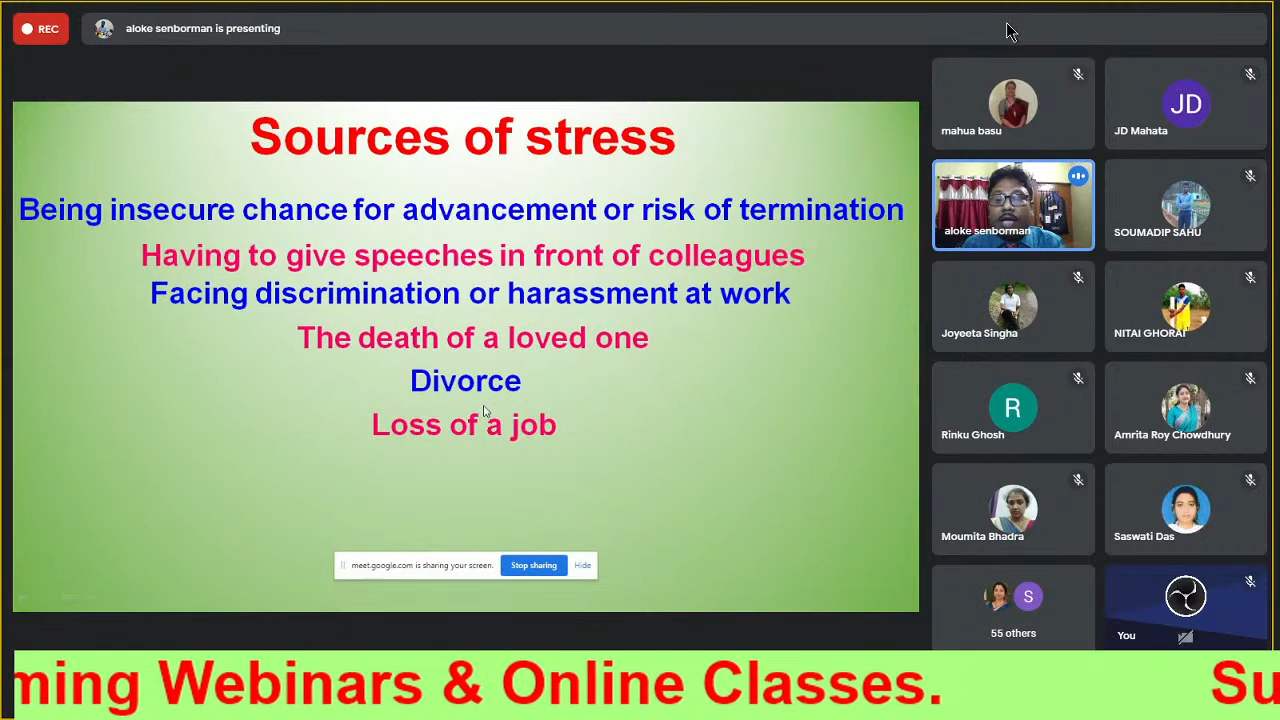 REC
aloke senborman is presenting
Sources of stress
Being insecure chance for advancement or risk of termination
Having to give speeches in front of colleagues
Facing discrimination or harassment at work
The death of a loved one
Divorce
Loss of a job
meet.google.com is sharing your screen.
Stop sharing
Hide
mahua basu
JD
JD Mahata
aloke senborman
SOUMADIP SAHU
Joyeeta Singha
NITAI GHORAI
R
Rinku Ghosh
Amrita Roy Chowdhury
Moumita Bhadra
Saswati Das
S
55 others
You
ming Webinars & Online Classes. Su